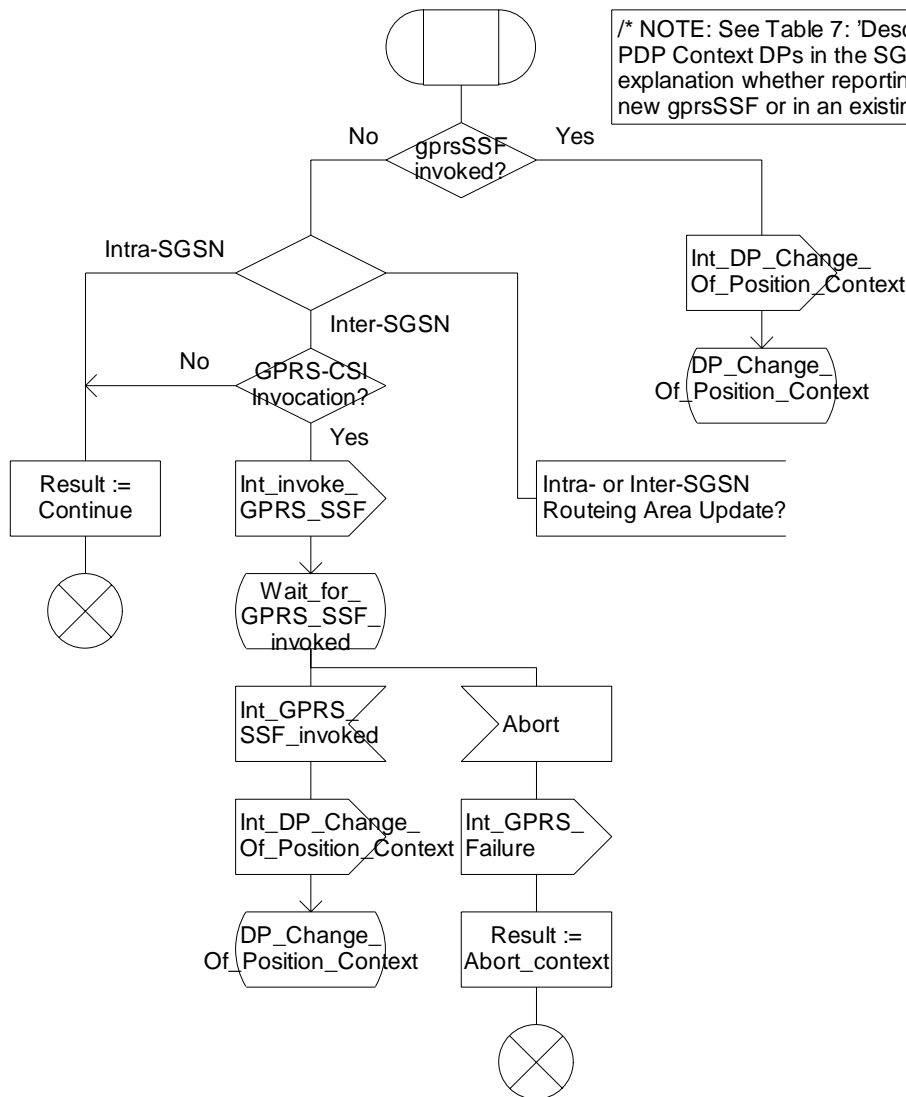 /* NOTE: See Table 7: 'Desc
PDP Context DPs in the SG
explanation whether reportin
new gprsSSF or in an existin
No
gprsSSF
invoked?
Yes
Intra-SGSN
Int_DP_Change_
Of_Position_Context
Inter-SGSN
No
GPRS-CSI
Invocation?
DP_Change_
Of_Position_Context
Yes
Result :=
Continue
Int_invoke_
GPRS_SSF
Intra- or Inter-SGSN
Routeing Area Update?
Wait_for_
GPRS_SSF_
invoked
Int_GPRS_
SSF_invoked
Abort
Int_DP_Change_
Of_Position_Context
Int_GPRS_
Failure
DP_Change_
Of_Position_Context
Result :=
Abort_context